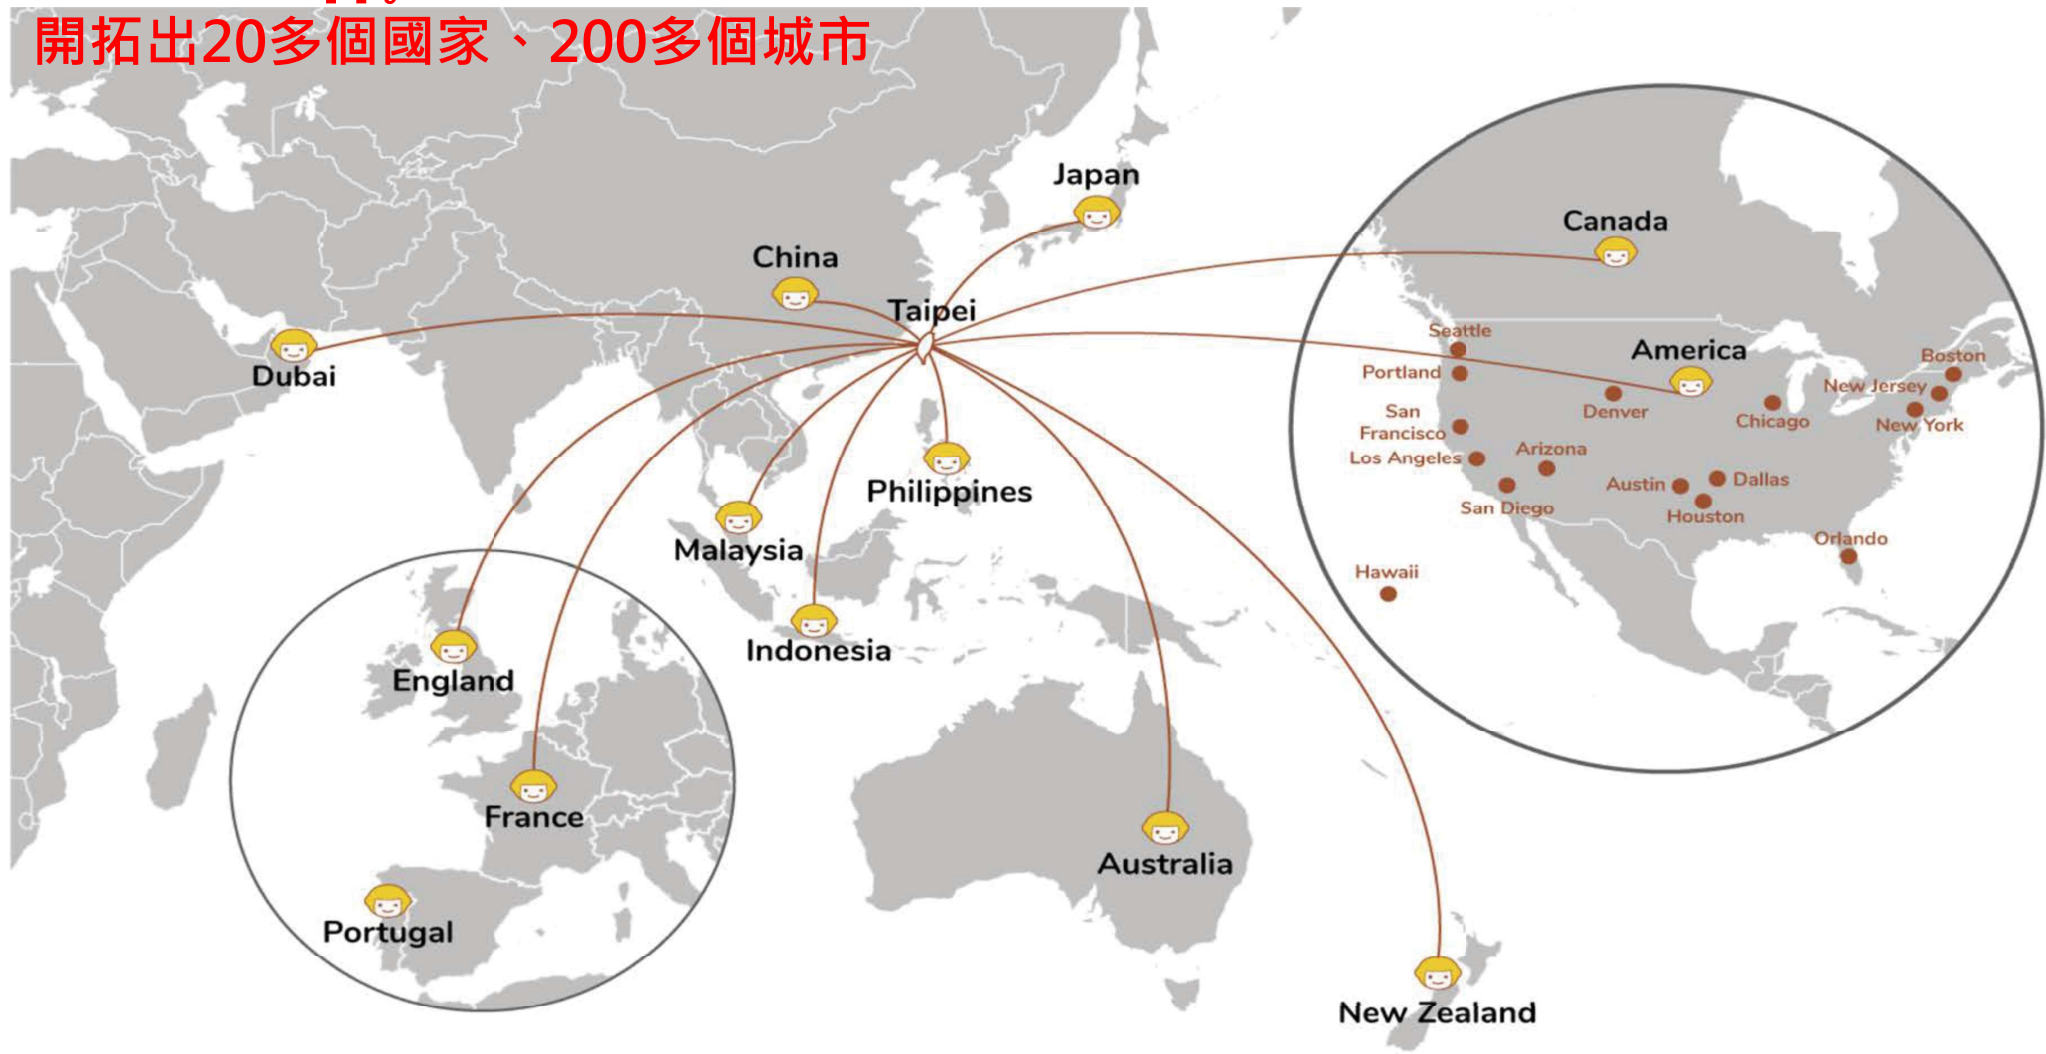 開拓出20多個國家、200多個城市
Japan
Canada
China
Taipei
Seattle
America
Boston
Dubai
Portland
New Jersey
Denver
Chicago
New York
San
Francisco
Arizona
Los Angeles
Austin
Dallas
Philippines
San Diego
Houston
Malaysia
Orlando
Hawaii
Indonesia
England
France
Australia
Portugal
New Zealand